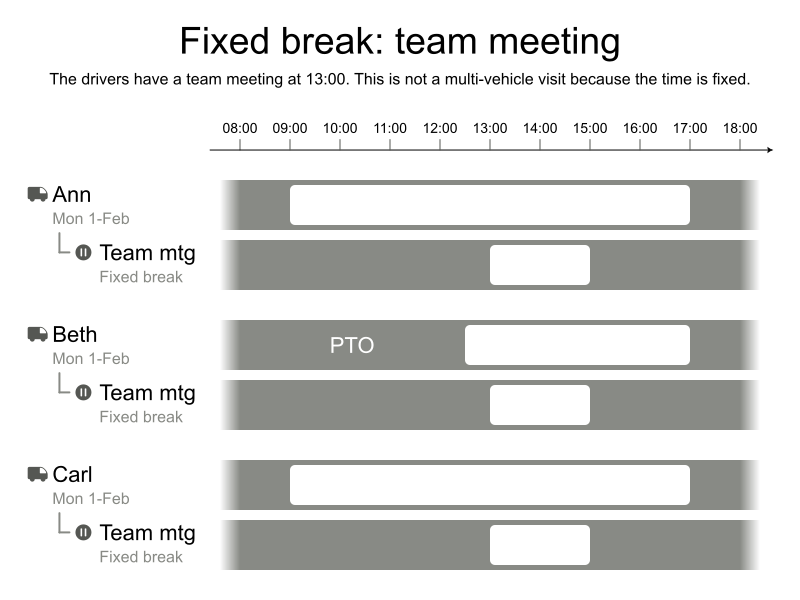 Fixed break: team meeting
The drivers have a team meeting at 13:00. This is not a multi-vehicle visit because the time is fixed.
08:00 09:00 10:00 11:00 12:00 13:00 14:00 15:00 16:00 17:00 18:00
Ann
Mon 1-Feb
Team mtg
Fixed break
Beth
Mon 1-Feb
PTO
Team mtg
Fixed break
Carl
Mon 1-Feb
Team mtg
Fixed break